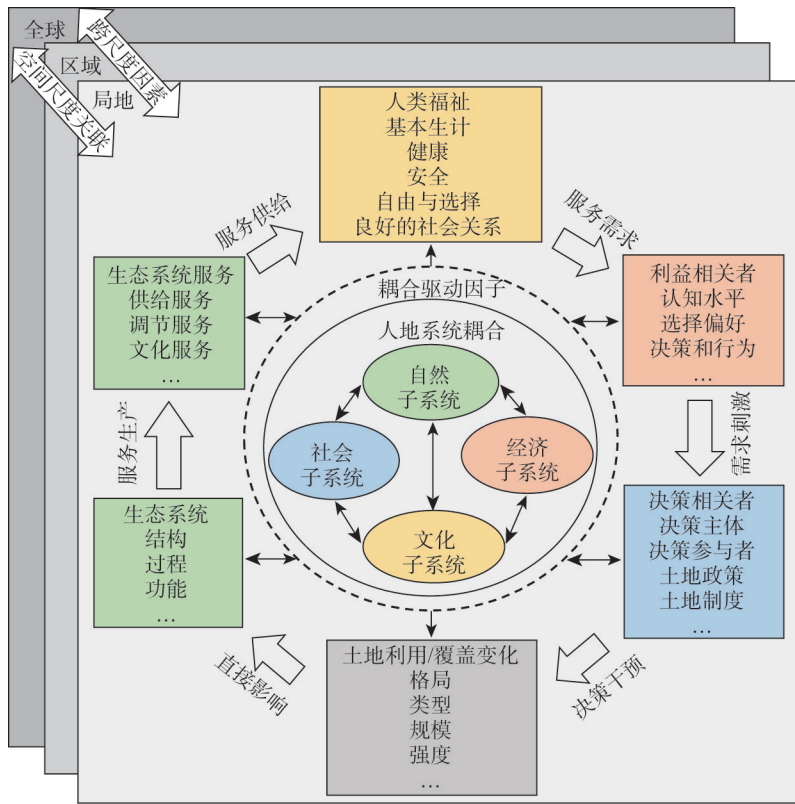 全球
跨尺度因素
区域
空间尺度关联
局地
人类福祉
基本生计
健康
安全
自由与选择
良好的社会关系
服务供给
服务需求
生态系统服务
供给服务
调节服务
文化服务
…
利益相关者
认知水平
选择偏好
决策和行为
…
耦合驱动因子
人地系统耦合
自然
子系统
社会
子系统
经济
子系统
文化
子系统
服务生产
需求刺激
生态系统
结构
过程
功能
…
决策相关者
决策主体
决策参与者
土地政策
土地制度
…
直接影响
决策干预
土地利用/覆盖变化
格局
类型
规模
强度
…